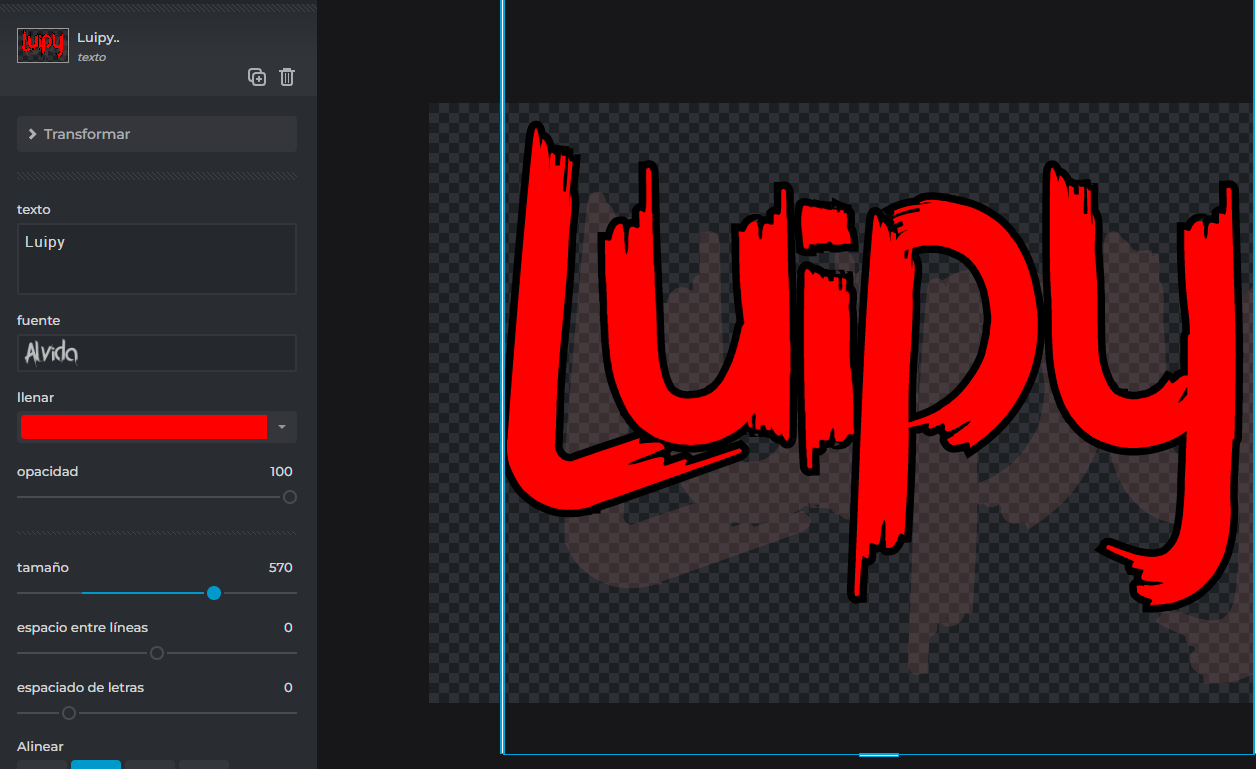 Luipy..
texto
Transformar
texto
Luipy
fuente
Alvida
llenar
opacidad 100
tamaño 570
espacio entre líneas 0
espaciado de letras 0
Alinear
Luipy